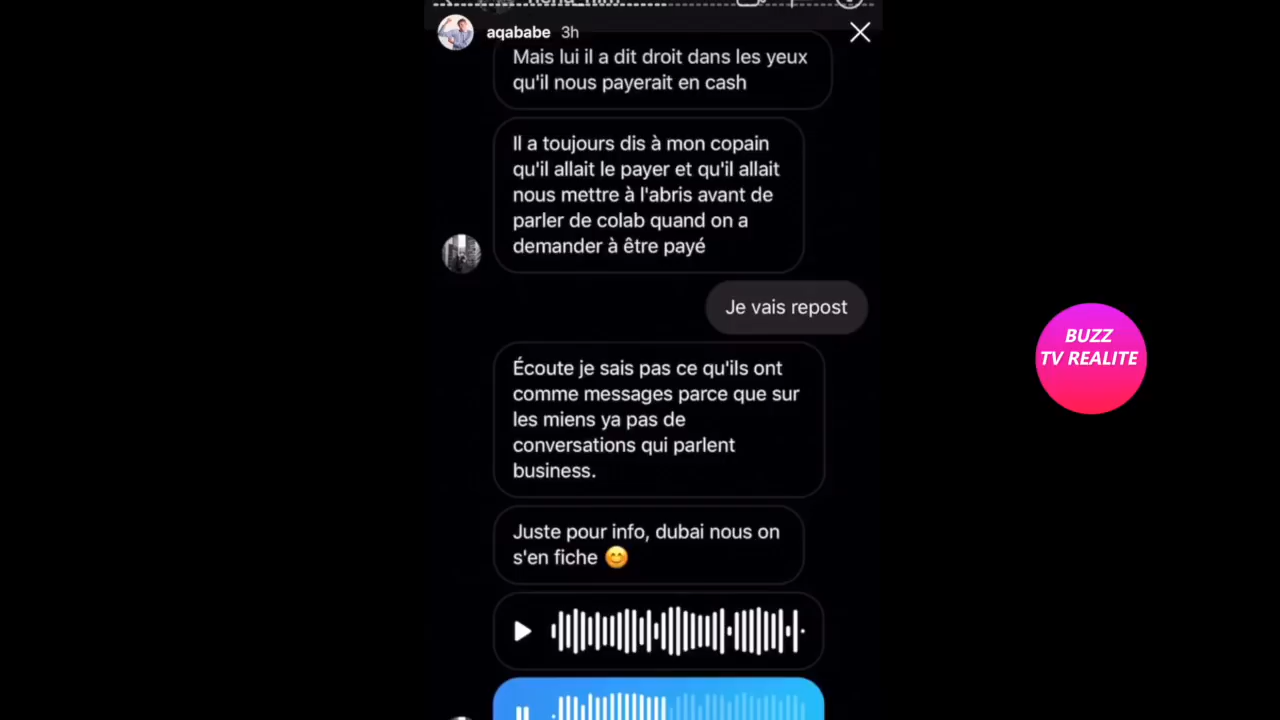 aqababe 3h
Mais lui il a dit droit dans les yeux
qu'il nous payerait en cash
Il a toujours dis à mon copain
qu'il allait le payer et qu'il allait
nous mettre à l'abris avant de
parler de colab quand on a
demander à être payé
Je vais repost
Écoute je sais pas ce qu'ils ont
comme messages parce que sur
les miens ya pas de
conversations qui parlent
business.
Juste pour info, dubai nous on
s'en fiche 😊
BUZZ
TV REALITE